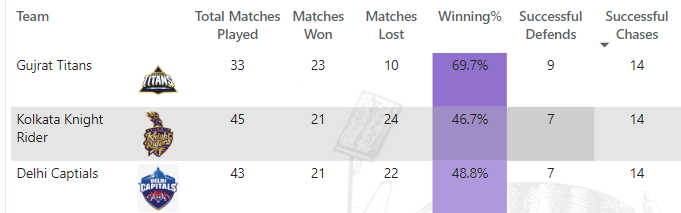 Team Total Matches Played Matches Won Matches Lost Winning% Successful Defends Successful Chases
Gujrat Titans TITANS 33 23 10 69.7% 9 14
Kolkata Knight Rider Knight Riders 45 21 24 46.7% 7 14
Delhi Captials DELHI CAPITALS 43 21 22 48.8% 7 14